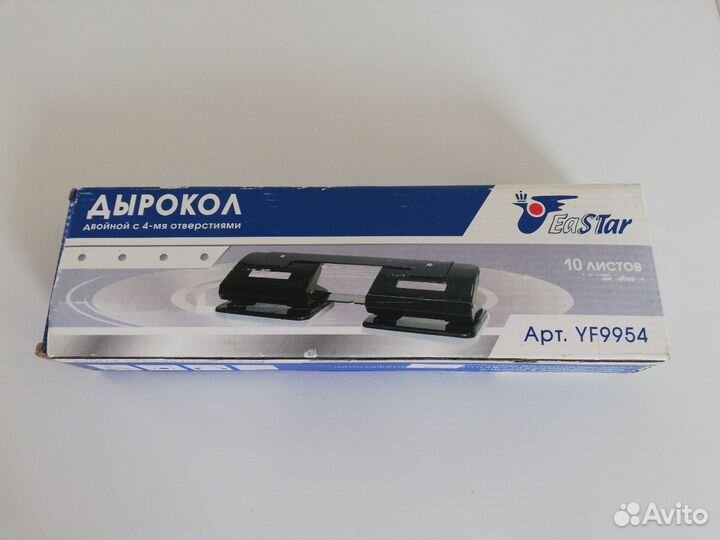 ДЫРОКОЛ
ДВОЙНОЙ С 4-МЯ ОТВЕРСТИЯМИ
EaSTar
10 ЛИСТОВ
Арт. YF9954
Avito